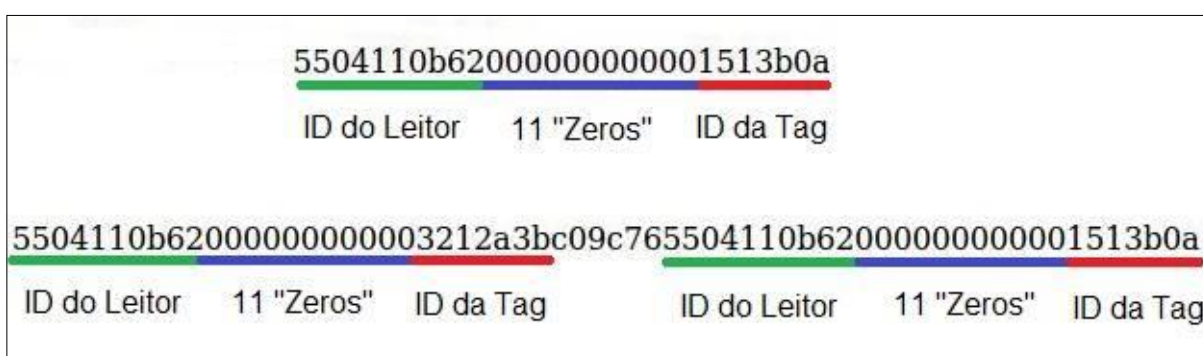 5504110b62000000000001513b0a
ID do Leitor 11 "Zeros" ID da Tag
5504110b62000000000003212a3bc09c765504110b62000000000001513b0a
ID do Leitor 11 "Zeros" ID da Tag ID do Leitor 11 "Zeros" ID da Tag